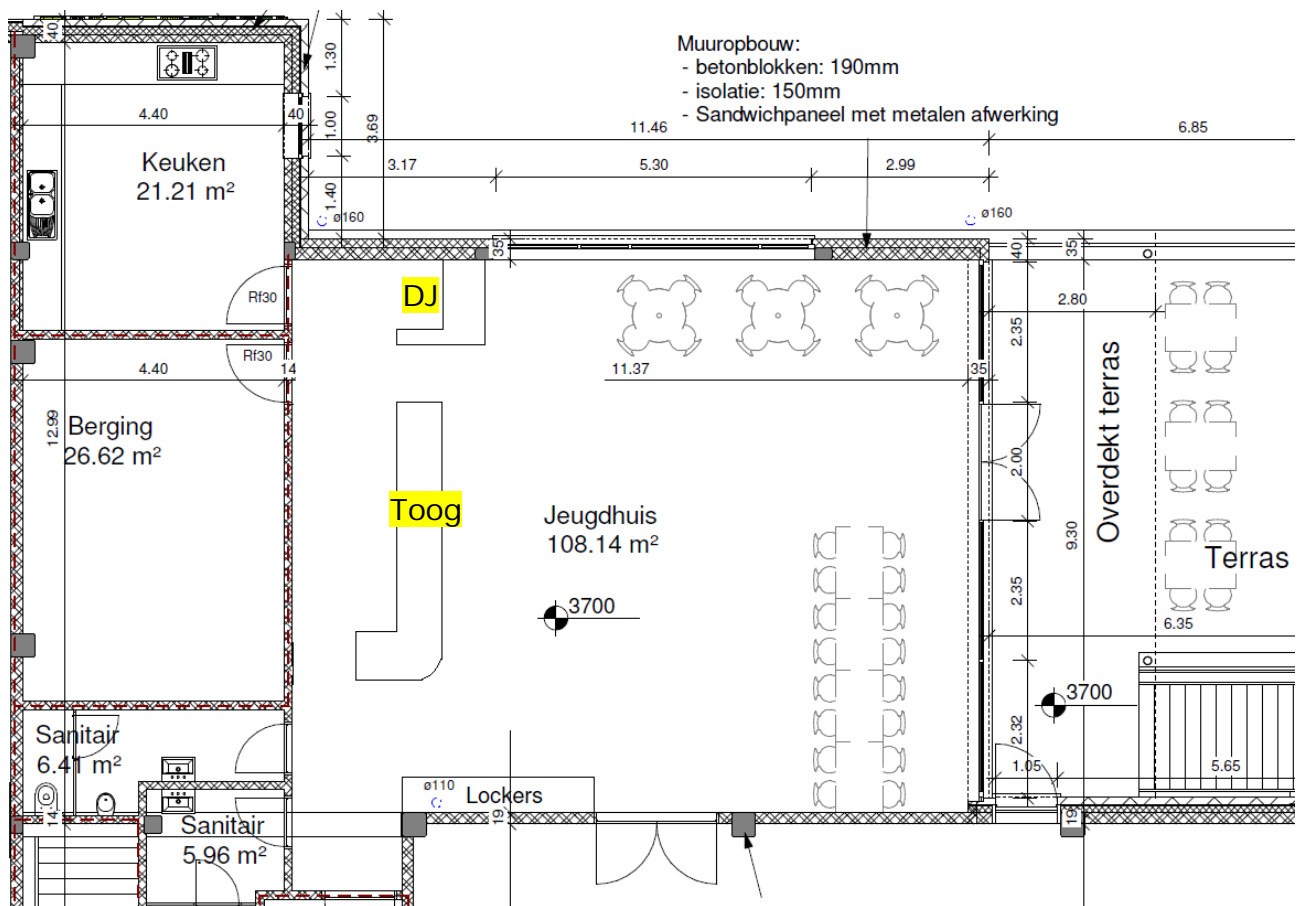 Muuropbouw:
- betonblokken: 190mm
- isolatie: 150mm
- Sandwichpaneel met metalen afwerking
40
1.30
4.40
40
1.00
3.69
11.46
6.85
Keuken
21.21 m²
3.17
5.30
2.99
1.40
ø160
ø160
35
40
35
DJ
Rf30
2.80
2.35
Rf30
4.40
14
11.37
35
12.99
Berging
26.62 m²
Overdekt terras
2.00
Toog
Jeugdhuis
108.14 m²
9.30
Terras
3700
2.35
6.35
3700
Sanitair
6.41 m²
2.32
1.05
5.65
ø110
Lockers
14
Sanitair
5.96 m²
19
19